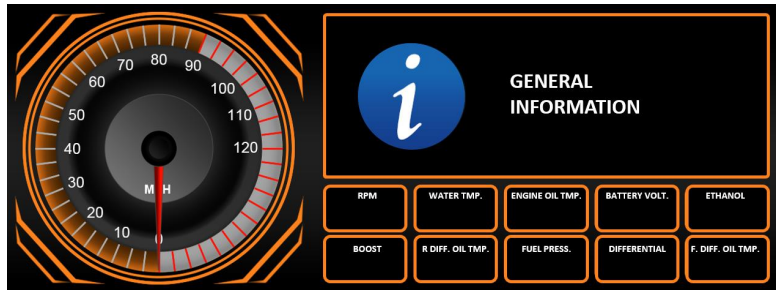 80
70
90
60
100
50
110
40
120
30
MPH
20
10
0
i
GENERAL
INFORMATION
RPM
WATER TMP.
ENGINE OIL TMP.
BATTERY VOLT.
ETHANOL
BOOST
R DIFF. OIL TMP.
FUEL PRESS.
DIFFERENTIAL
F. DIFF. OIL TMP.